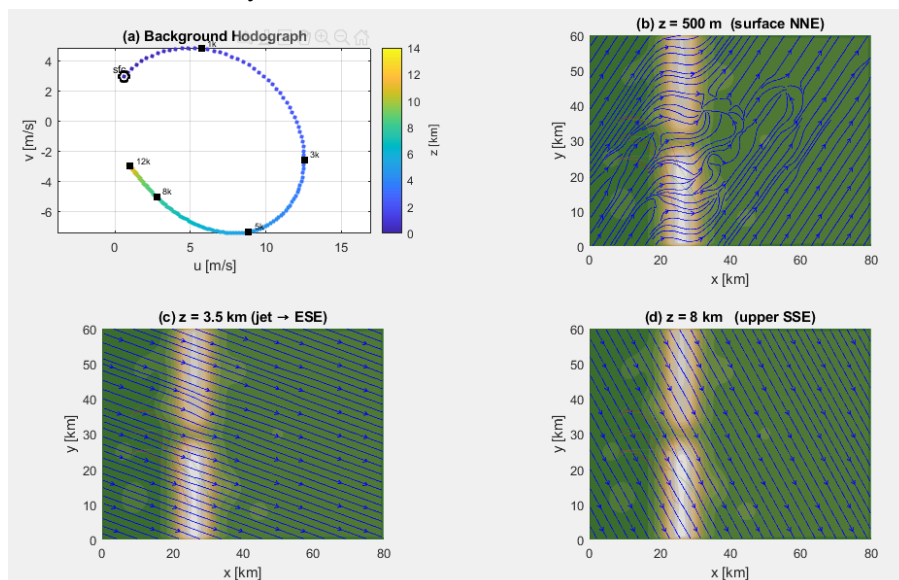 (a) Background Hodograph
4
2
0
-2
-4
-6
v [m/s]
0
5
10
15
u [m/s]
sfc
1k
3k
5k
8k
12k
14
12
10
8
6
4
2
0
z [km]
(b) z = 500 m (surface NNE)
60
50
40
30
20
10
0
y [km]
0
20
40
60
80
x [km]
(c) z = 3.5 km (jet → ESE)
60
50
40
30
20
10
0
y [km]
0
20
40
60
80
x [km]
(d) z = 8 km (upper SSE)
60
50
40
30
20
10
0
y [km]
0
20
40
60
80
x [km]